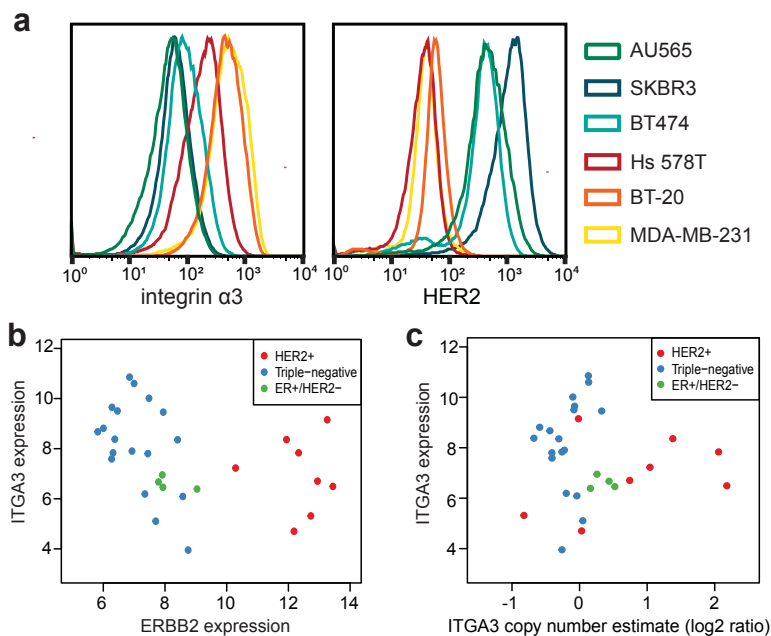 a
AU565
SKBR3
BT474
Hs 578T
BT-20
MDA-MB-231
10⁰ 10¹ 10² 10³ 10⁴
integrin α3
10⁰ 10¹ 10² 10³ 10⁴
HER2
b
HER2+
Triple−negative
ER+/HER2−
12
10
8
6
4
ITGA3 expression
6 8 10 12 14
ERBB2 expression
c
HER2+
Triple−negative
ER+/HER2−
12
10
8
6
4
ITGA3 expression
-1 0 1 2
ITGA3 copy number estimate (log2 ratio)